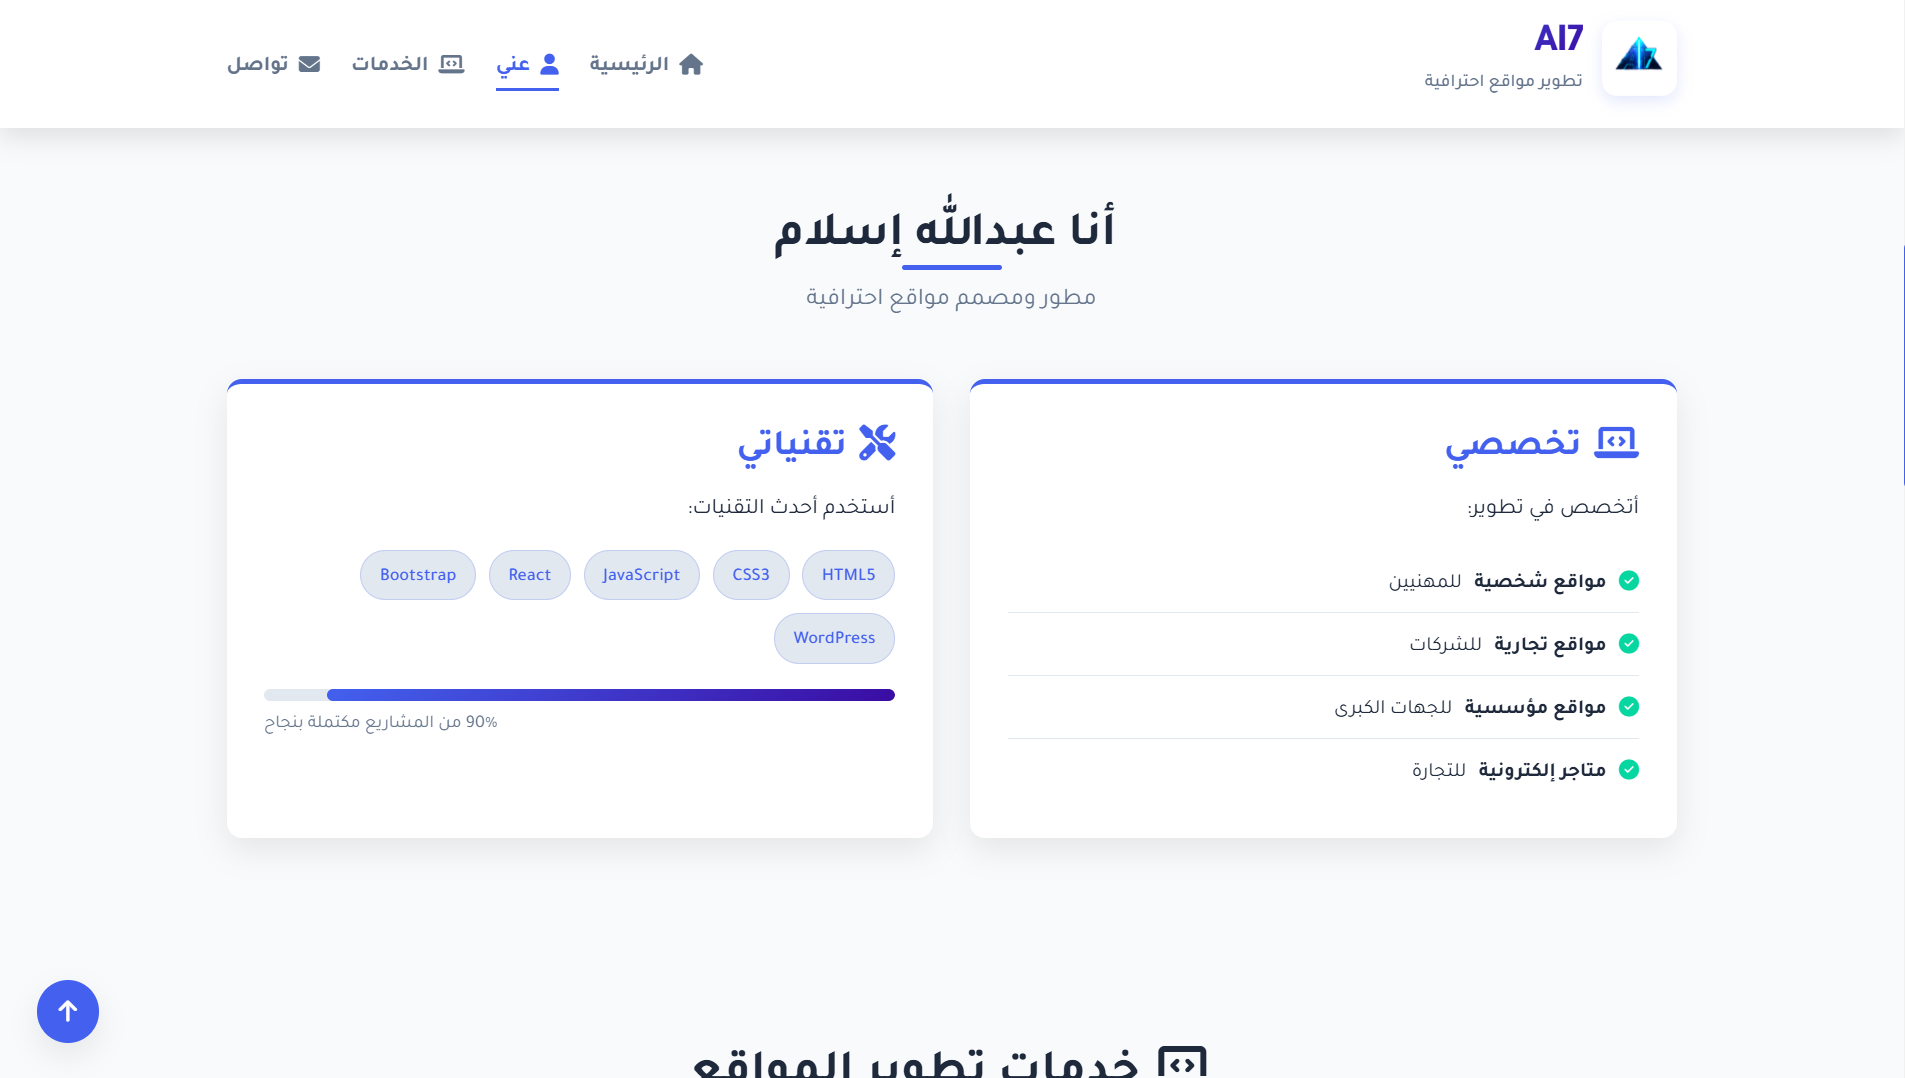 AI7
تطوير مواقع احترافية
الرئيسية
عني
الخدمات
تواصل
أنا عبدالله إسلام
مطور ومصمم مواقع احترافية
تخصصي
أتخصص في تطوير:
مواقع شخصية للمهنيين
مواقع تجارية للشركات
مواقع مؤسسية للجهات الكبرى
متاجر إلكترونية للتجارة
تقنياتي
أستخدم أحدث التقنيات:
HTML5 CSS3 JavaScript React Bootstrap
WordPress
90% من المشاريع مكتملة بنجاح
خدمات تطوير المواقع